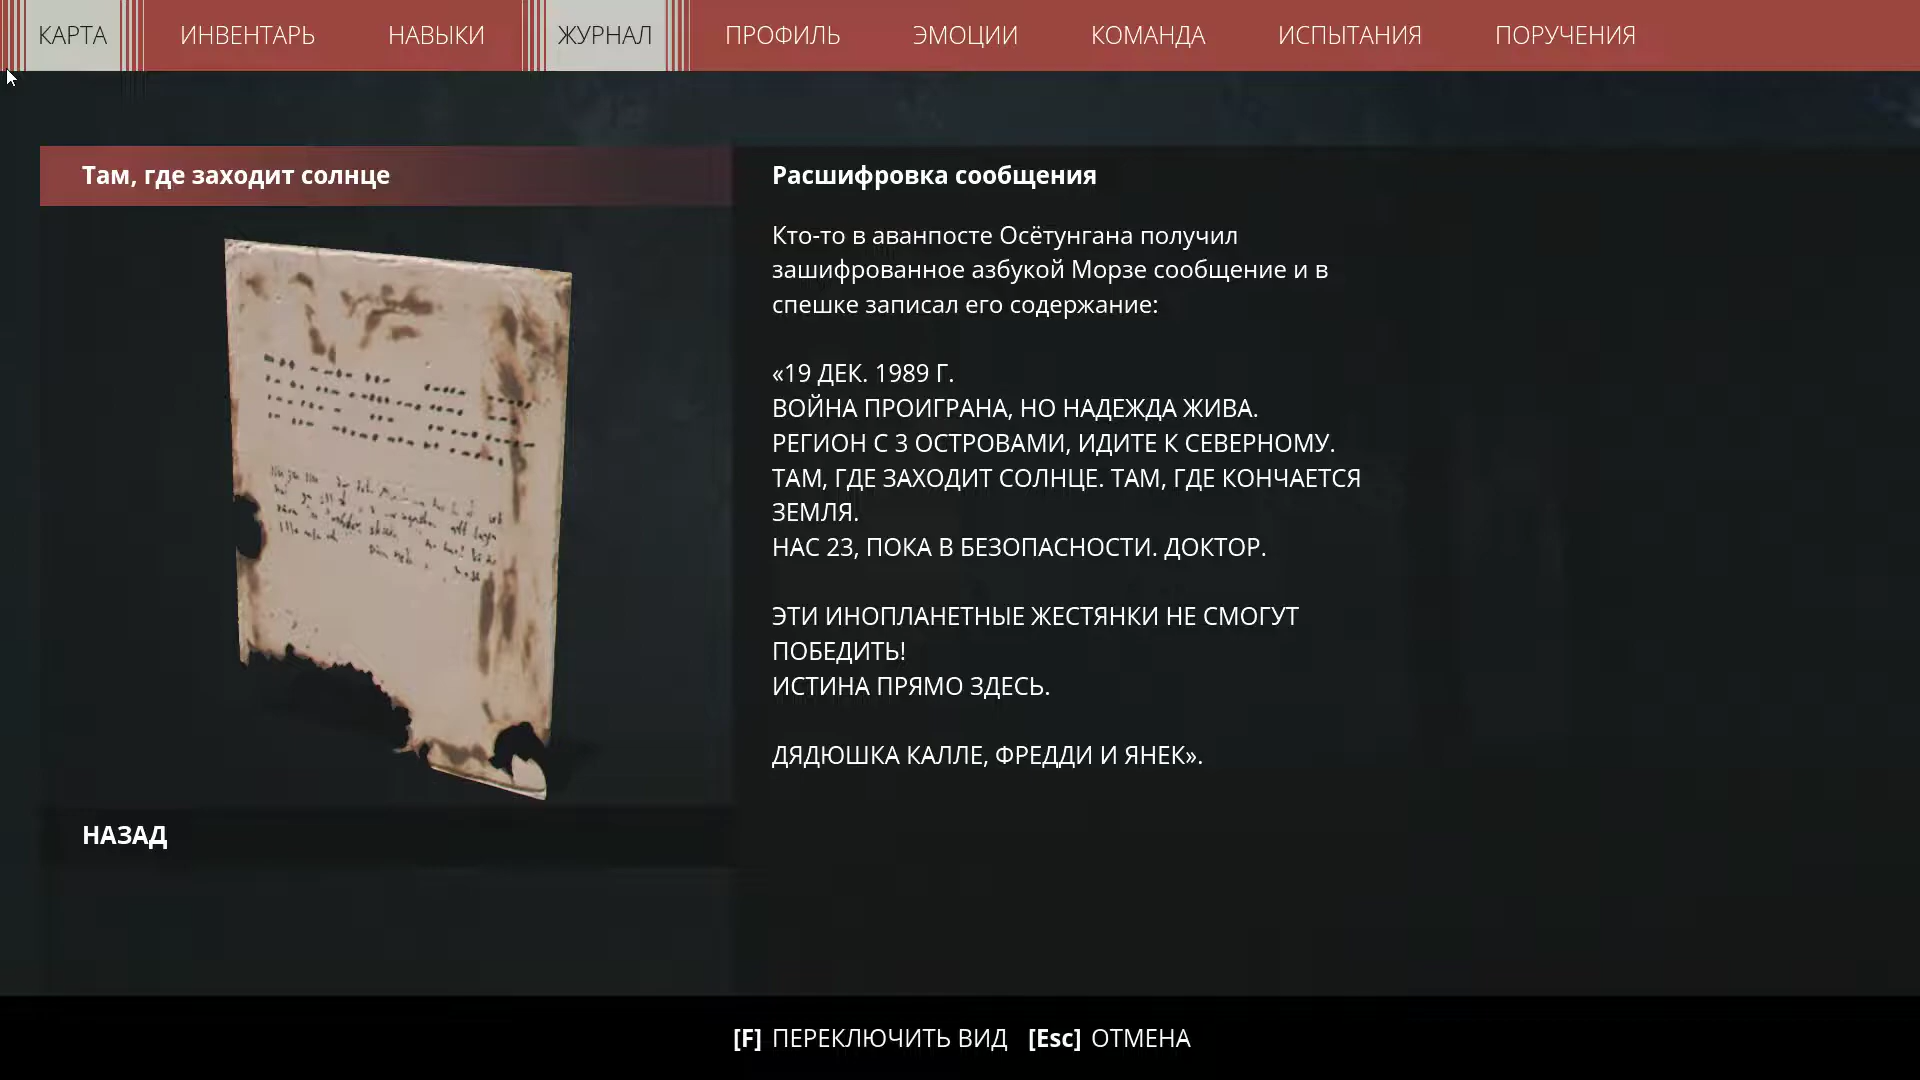 КАРТА ИНВЕНТАРЬ НАВЫКИ ЖУРНАЛ ПРОФИЛЬ ЭМОЦИИ КОМАНДА ИСПЫТАНИЯ ПОРУЧЕНИЯ
Там, где заходит солнце
Расшифровка сообщения
Кто-то в аванпосте Осётунгана получил
зашифрованное азбукой Морзе сообщение и в
спешке записал его содержание:
«19 ДЕК. 1989 Г.
ВОЙНА ПРОИГРАНА, НО НАДЕЖДА ЖИВА.
РЕГИОН С 3 ОСТРОВАМИ, ИДИТЕ К СЕВЕРНОМУ.
ТАМ, ГДЕ ЗАХОДИТ СОЛНЦЕ. ТАМ, ГДЕ КОНЧАЕТСЯ
ЗЕМЛЯ.
НАС 23, ПОКА В БЕЗОПАСНОСТИ. ДОКТОР.
ЭТИ ИНОПЛАНЕТНЫЕ ЖЕСТЯНКИ НЕ СМОГУТ
ПОБЕДИТЬ!
ИСТИНА ПРЯМО ЗДЕСЬ.
ДЯДЮШКА КАЛЛЕ, ФРЕДДИ И ЯНЕК».
НАЗАД
[F] ПЕРЕКЛЮЧИТЬ ВИД [Esc] ОТМЕНА